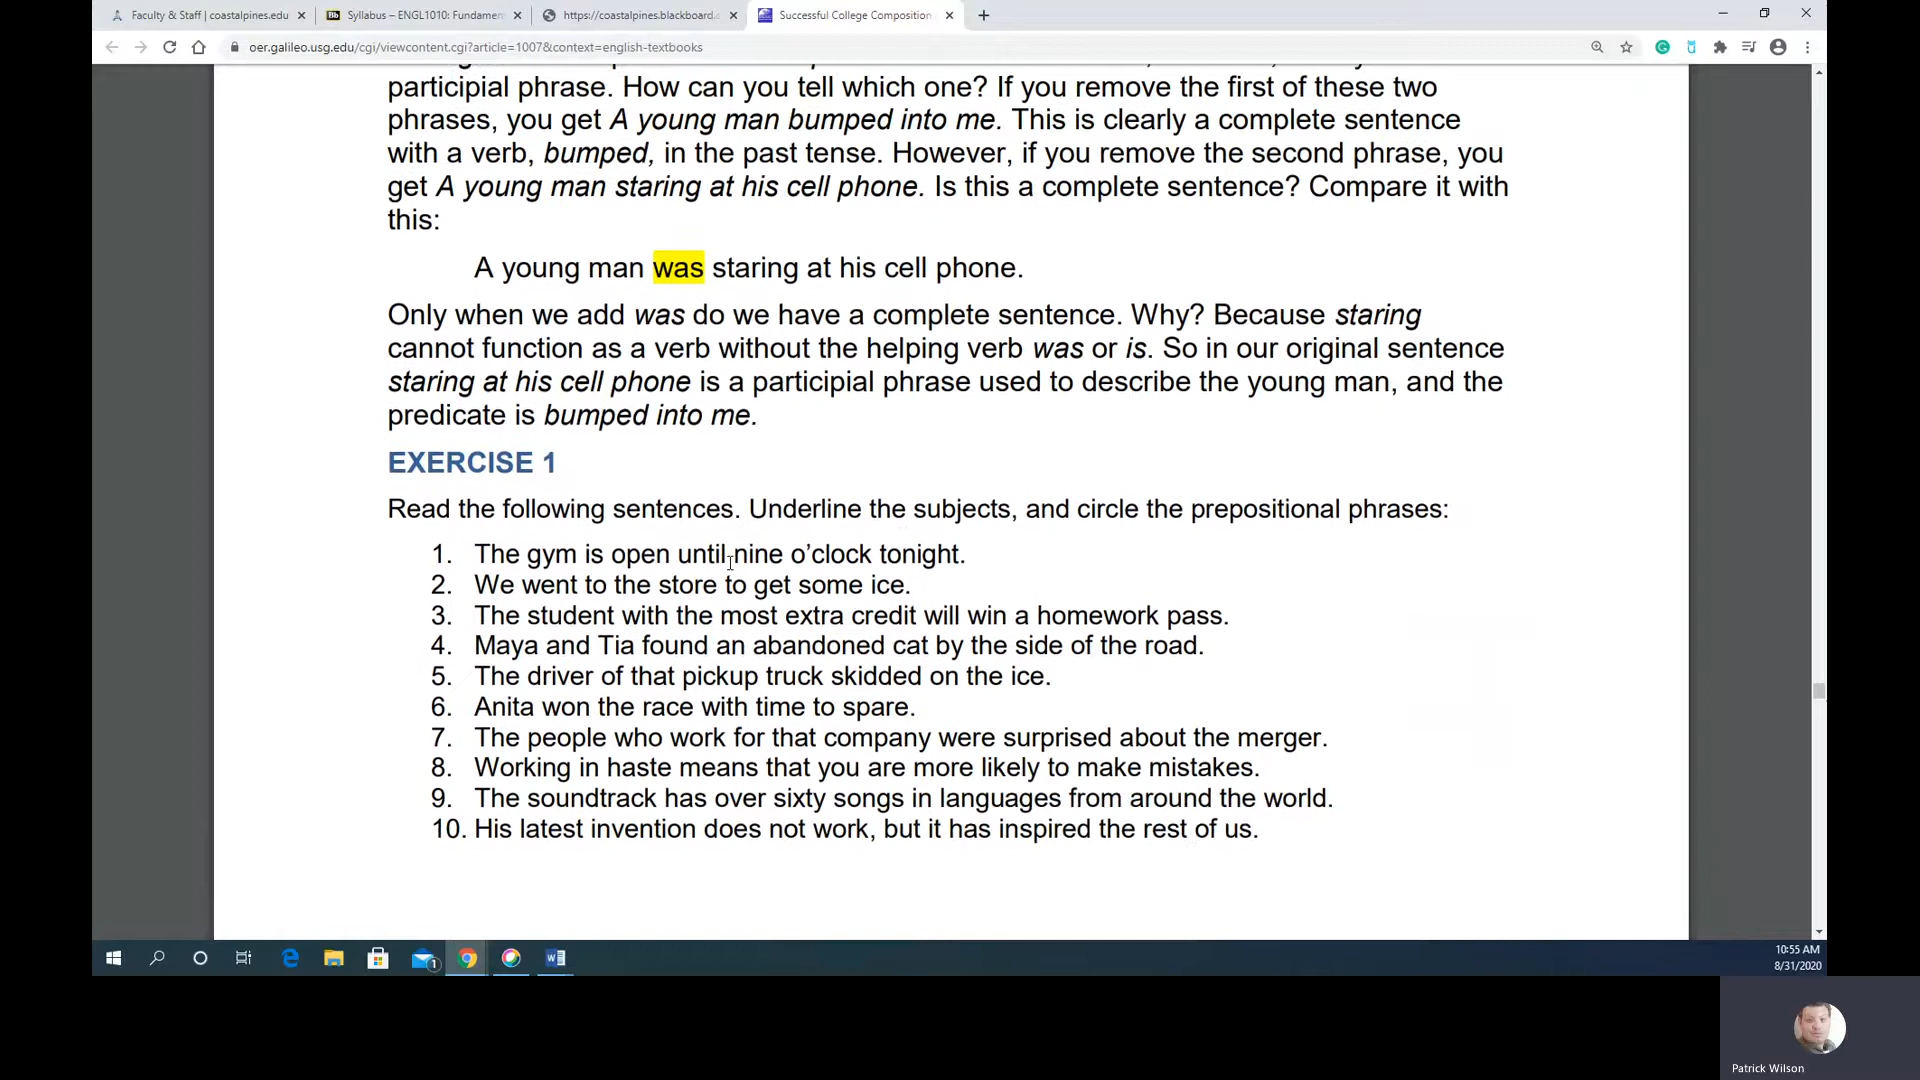 Faculty & Staff | coastalpines.edu
Syllabus – ENGL1010: Fundamen
https://coastalpines.blackboard.
Successful College Composition
oer.galileo.usg.edu/cgi/viewcontent.cgi?article=1007&context=english-textbooks
participial phrase. How can you tell which one? If you remove the first of these two
phrases, you get A young man bumped into me. This is clearly a complete sentence
with a verb, bumped, in the past tense. However, if you remove the second phrase, you
get A young man staring at his cell phone. Is this a complete sentence? Compare it with
this:
A young man was staring at his cell phone.
Only when we add was do we have a complete sentence. Why? Because staring
cannot function as a verb without the helping verb was or is. So in our original sentence
staring at his cell phone is a participial phrase used to describe the young man, and the
predicate is bumped into me.
EXERCISE 1
Read the following sentences. Underline the subjects, and circle the prepositional phrases:
1. The gym is open until nine o’clock tonight.
2. We went to the store to get some ice.
3. The student with the most extra credit will win a homework pass.
4. Maya and Tia found an abandoned cat by the side of the road.
5. The driver of that pickup truck skidded on the ice.
6. Anita won the race with time to spare.
7. The people who work for that company were surprised about the merger.
8. Working in haste means that you are more likely to make mistakes.
9. The soundtrack has over sixty songs in languages from around the world.
10. His latest invention does not work, but it has inspired the rest of us.
10:55 AM
8/31/2020
Patrick Wilson